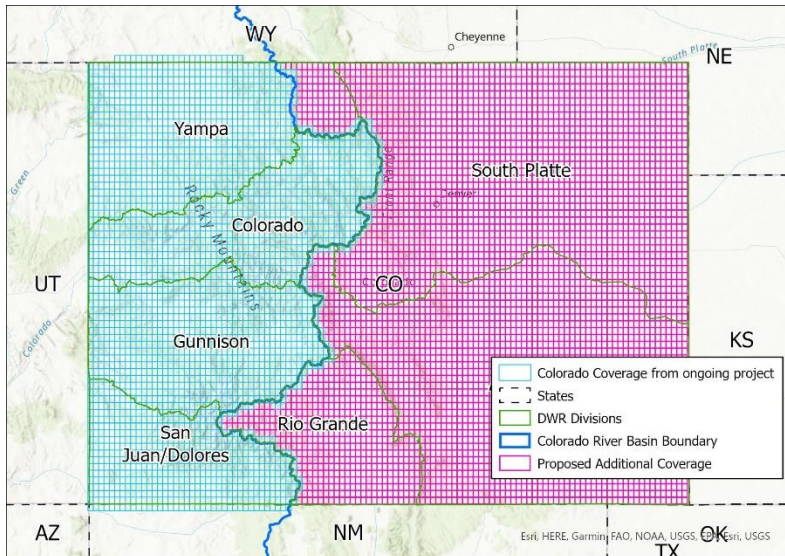 WY
Cheyenne
South Platte
NE
Yampa
Front Range
South Platte
Denver
Green
Rocky Mountains
Colorado
UT
CO
Gunnison
Colorado
KS
Colorado Coverage from ongoing project
States
DWR Divisions
Colorado River Basin Boundary
Proposed Additional Coverage
Rio Grande
San
Juan/Dolores
AZ
NM
Esri, HERE, Garmin, FAO, NOAA, USGS, EPA, Esri, USGS
OK
TX